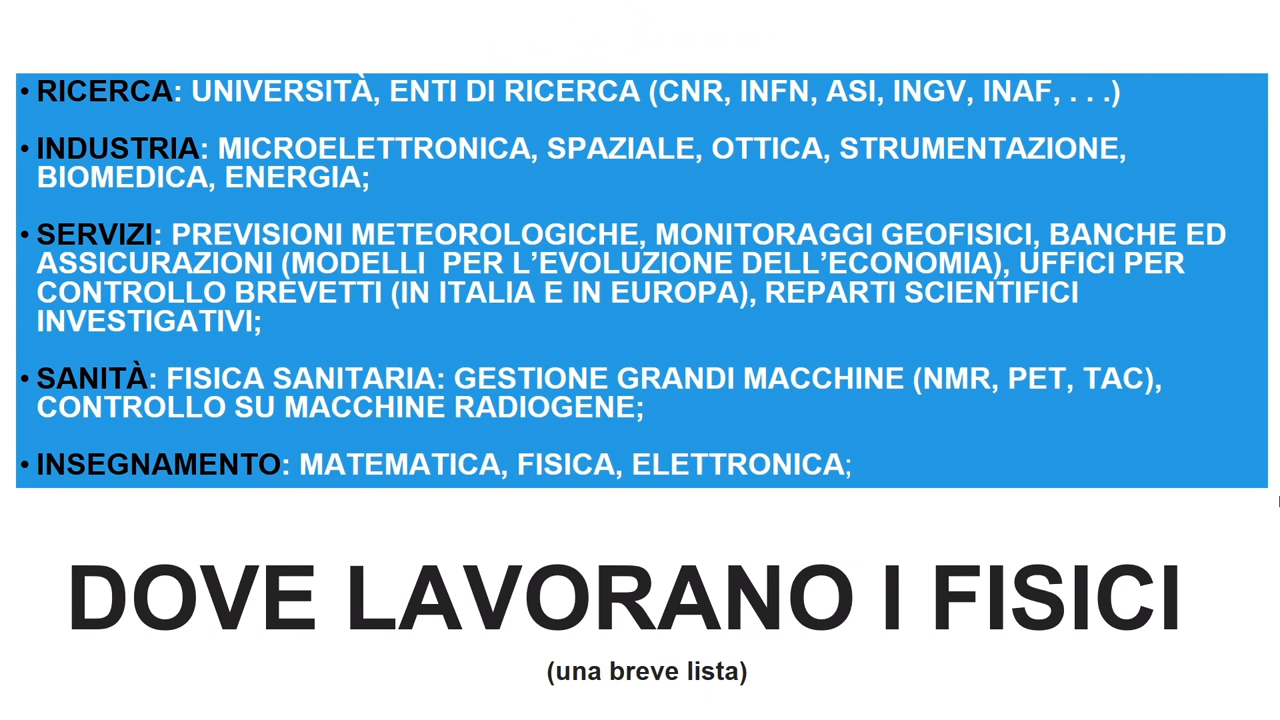 • RICERCA: UNIVERSITÀ, ENTI DI RICERCA (CNR, INFN, ASI, INGV, INAF, . . .)
• INDUSTRIA: MICROELETTRONICA, SPAZIALE, OTTICA, STRUMENTAZIONE,
BIOMEDICA, ENERGIA;
• SERVIZI: PREVISIONI METEOROLOGICHE, MONITORAGGI GEOFISICI, BANCHE ED
ASSICURAZIONI (MODELLI  PER L’EVOLUZIONE DELL’ECONOMIA), UFFICI PER
CONTROLLO BREVETTI (IN ITALIA E IN EUROPA), REPARTI SCIENTIFICI
INVESTIGATIVI;
• SANITÀ: FISICA SANITARIA: GESTIONE GRANDI MACCHINE (NMR, PET, TAC),
CONTROLLO SU MACCHINE RADIOGENE;
• INSEGNAMENTO: MATEMATICA, FISICA, ELETTRONICA;
DOVE LAVORANO I FISICI
(una breve lista)